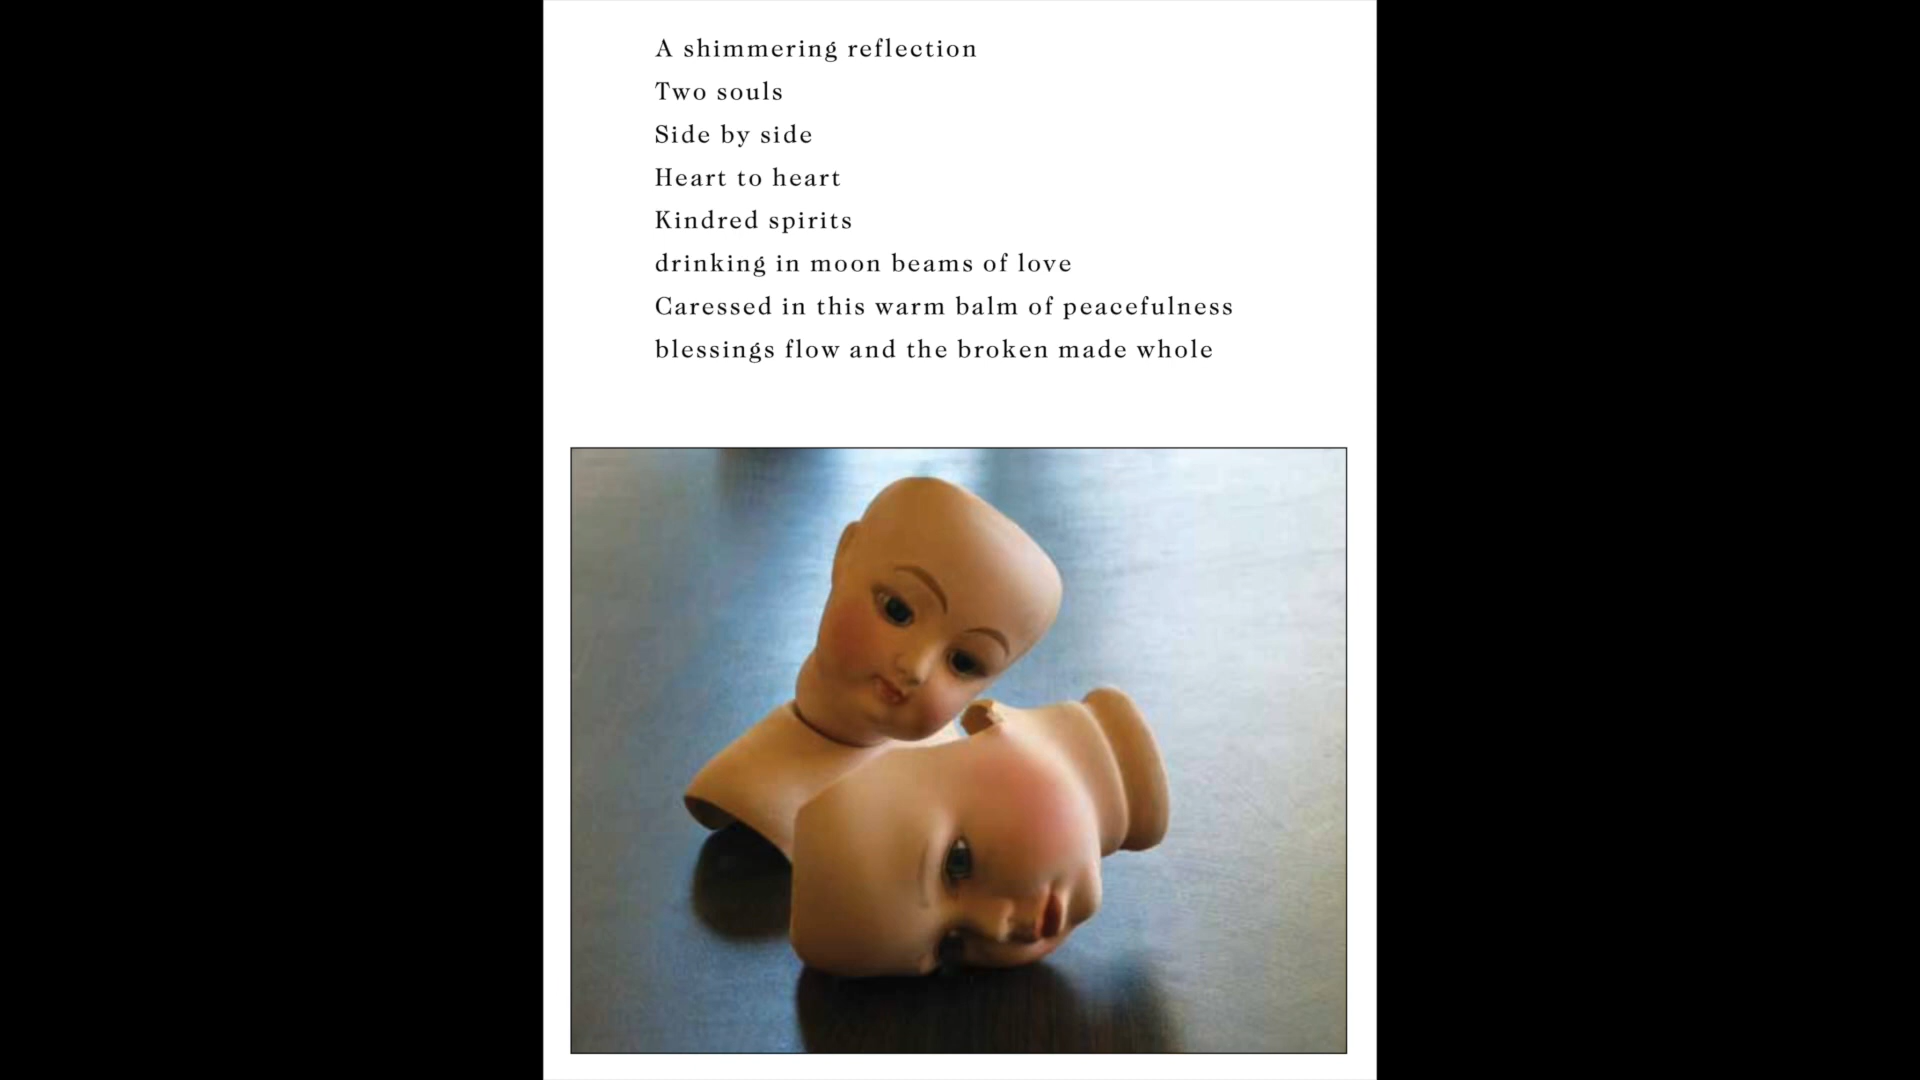 A shimmering reflection
Two souls
Side by side
Heart to heart
Kindred spirits
drinking in moon beams of love
Caressed in this warm balm of peacefulness
blessings flow and the broken made whole